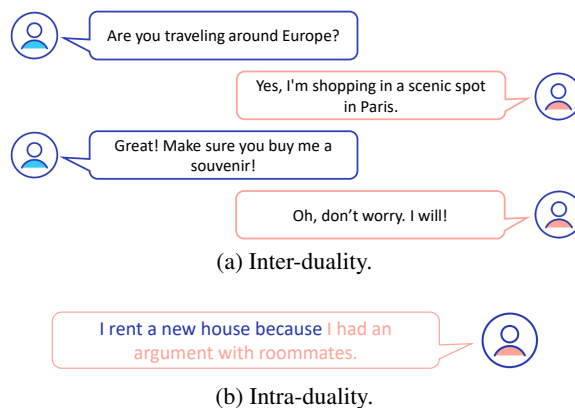 Are you traveling around Europe?
Yes, I'm shopping in a scenic spot
in Paris.
Great! Make sure you buy me a
souvenir!
Oh, don’t worry. I will!
(a) Inter-duality.
I rent a new house because I had an
argument with roommates.
(b) Intra-duality.